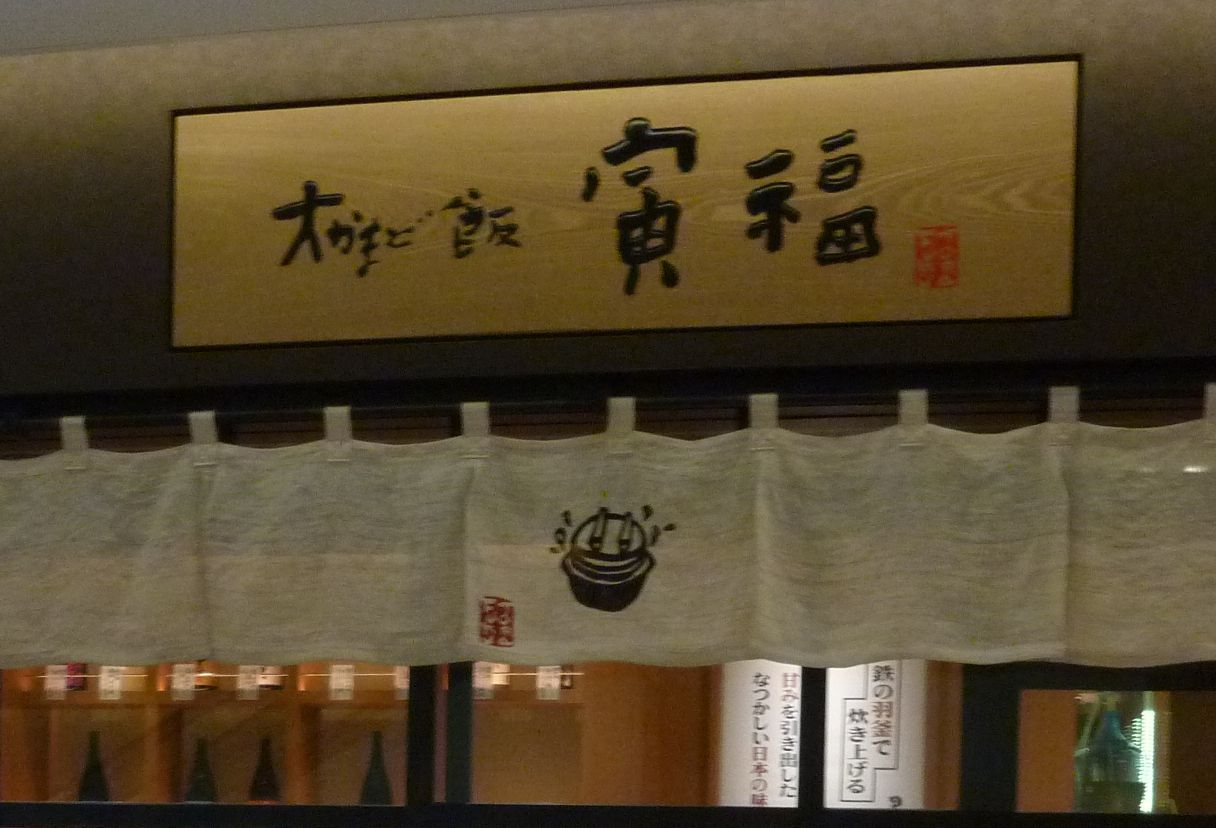 大かまど飯 寅福
鉄の羽釜で
炊き上げる
甘みを引き出した
なつかしい日本の味